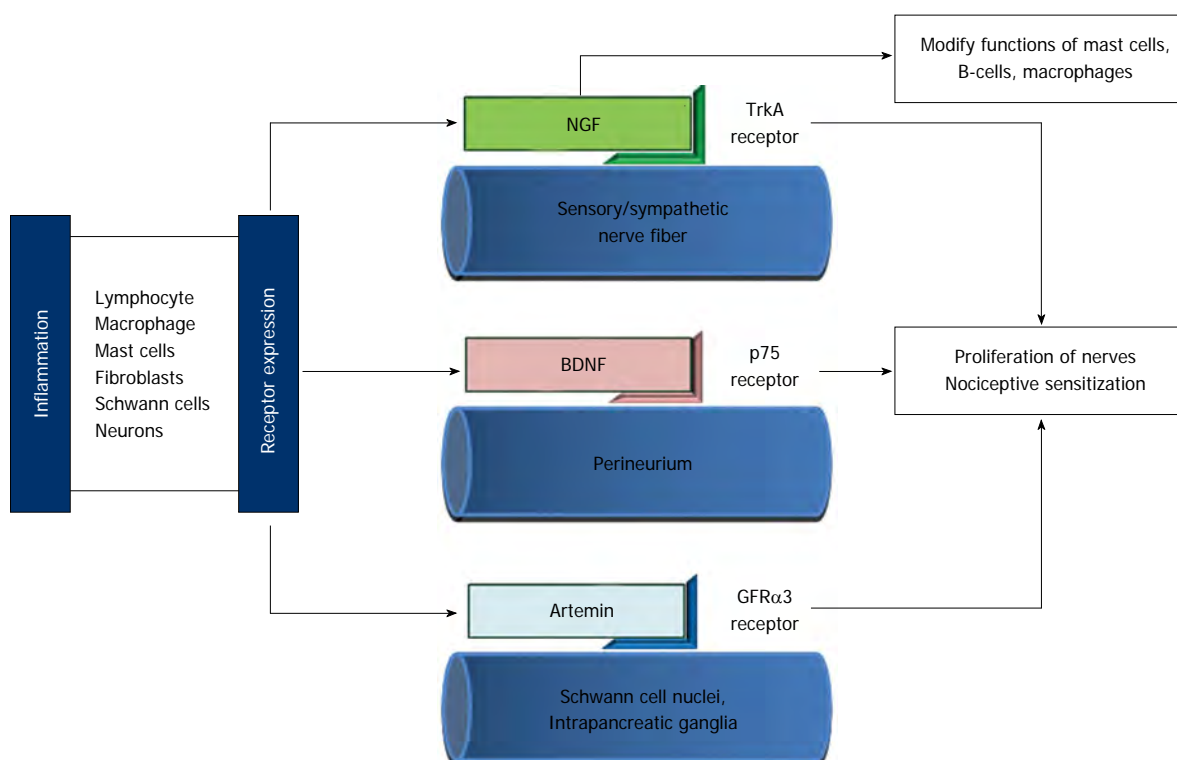 Modify functions of mast cells,
B-cells, macrophages
NGF
TrkA
receptor
Sensory/sympathetic
nerve fiber
Inflammation
Lymphocyte
Macrophage
Mast cells
Fibroblasts
Schwann cells
Neurons
Receptor expression
BDNF
p75
receptor
Perineurium
Proliferation of nerves
Nociceptive sensitization
Artemin
GFRα3
receptor
Schwann cell nuclei,
Intrapancreatic ganglia